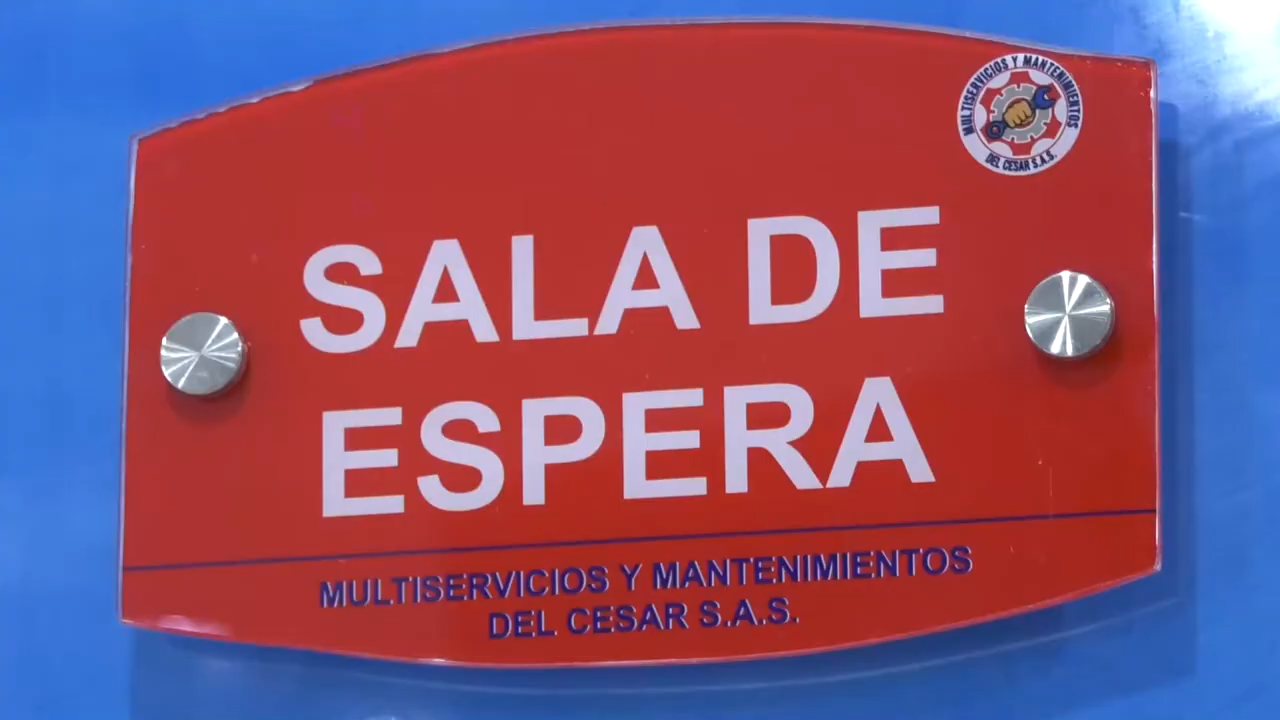 MULTISERVICIOS Y MANTENIMIENTOS
DEL CESAR S.A.S.
SALA DE
ESPERA
MULTISERVICIOS Y MANTENIMIENTOS
DEL CESAR S.A.S.